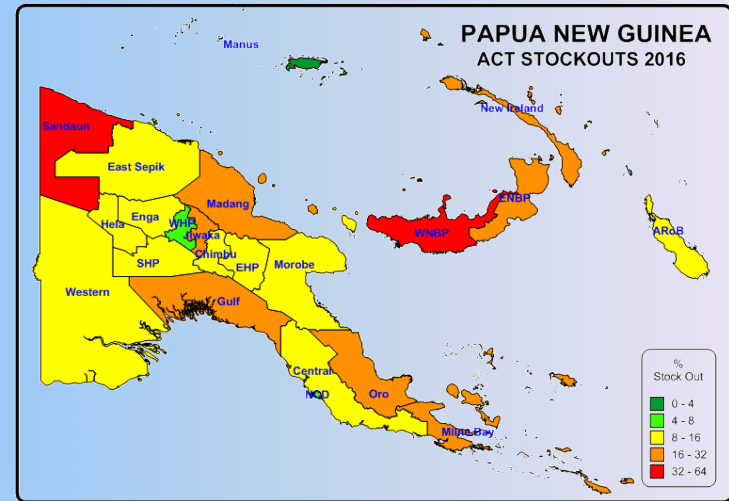 PAPUA NEW GUINEA
ACT STOCKOUTS 2016
Manus
New Ireland
Sandaun
East Sepik
Madang
Enga
WHP
Hela
Jiwaka
ENBP
WNBP
ARoB
Chimbu
SHP
EHP
Morobe
Western
Gulf
Central
NCD
Oro
Milne Bay
%
Stock Out
0 - 4
4 - 8
8 - 16
16 - 32
32 - 64